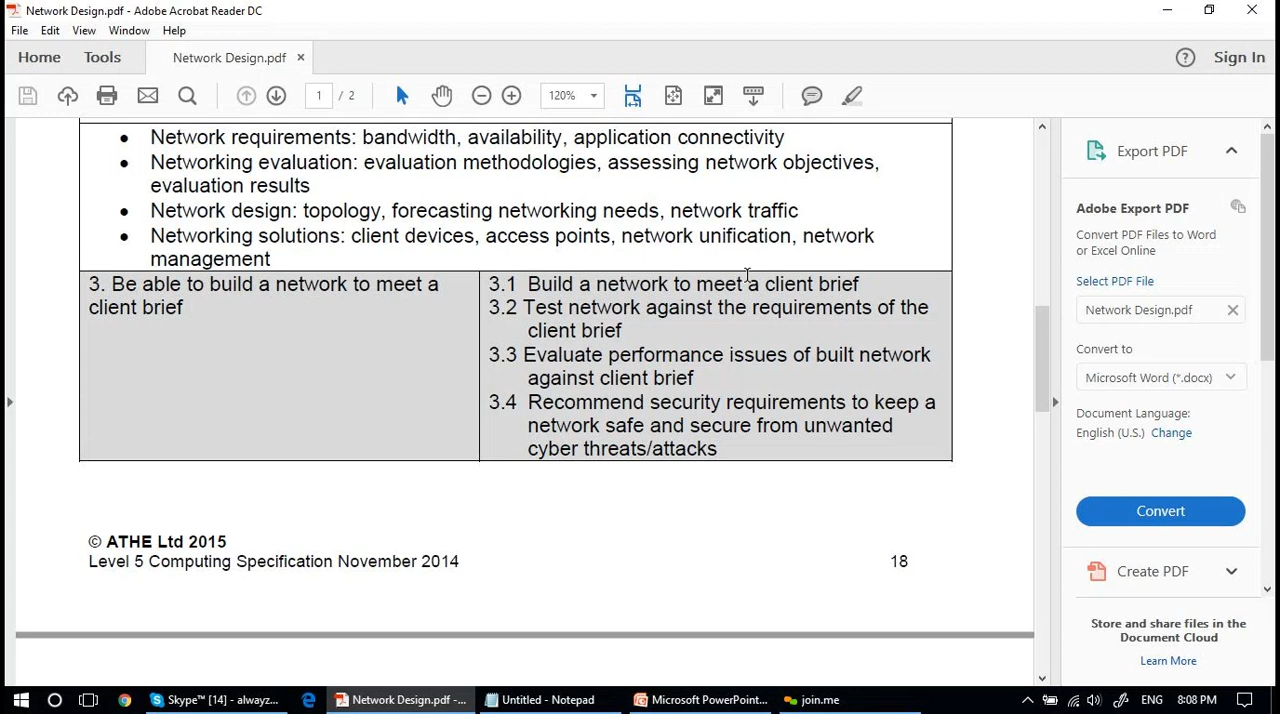 Network Design.pdf - Adobe Acrobat Reader DC
File Edit View Window Help
Home Tools Network Design.pdf × Sign In
1 / 2 120%
• Network requirements: bandwidth, availability, application connectivity
• Networking evaluation: evaluation methodologies, assessing network objectives,
evaluation results
• Network design: topology, forecasting networking needs, network traffic
• Networking solutions: client devices, access points, network unification, network
management
3. Be able to build a network to meet a
client brief
3.1 Build a network to meet a client brief
3.2 Test network against the requirements of the
client brief
3.3 Evaluate performance issues of built network
against client brief
3.4 Recommend security requirements to keep a
network safe and secure from unwanted
cyber threats/attacks
© ATHE Ltd 2015
Level 5 Computing Specification November 2014 18
Export PDF
Adobe Export PDF
Convert PDF Files to Word
or Excel Online
Select PDF File
Network Design.pdf
Convert to
Microsoft Word (*.docx)
Document Language:
English (U.S.) Change
Convert
Create PDF
Store and share files in the
Document Cloud
Learn More
Skype™ [14] - alwayz... Network Design.pdf -... Untitled - Notepad Microsoft PowerPoint... join.me ENG 8:08 PM